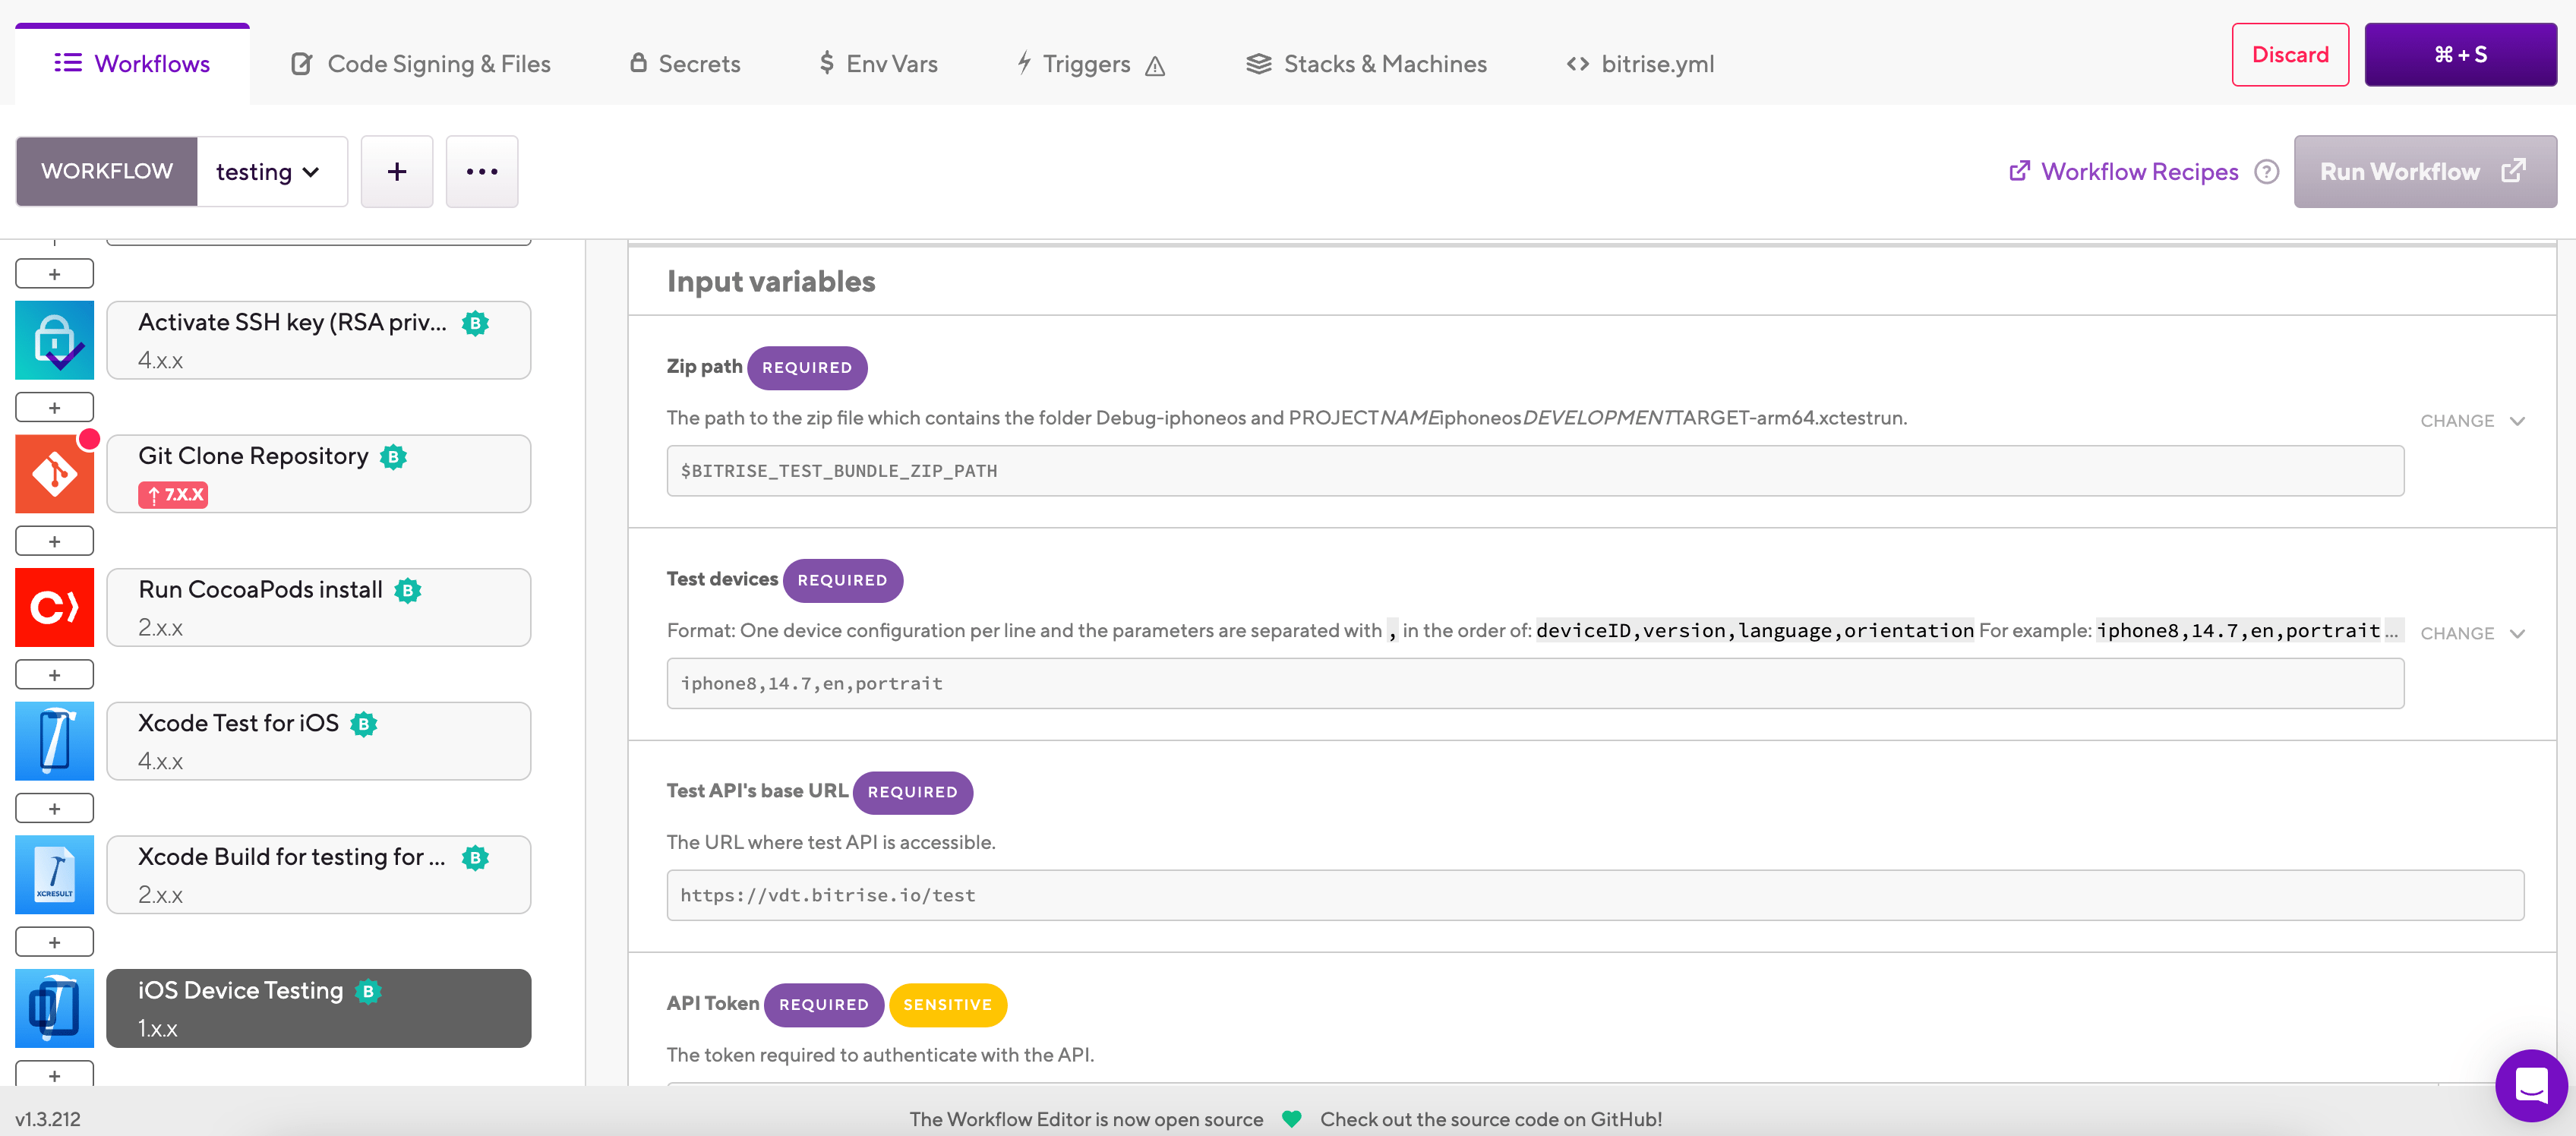 Workflows
Code Signing & Files
Secrets
$ Env Vars
Triggers
Stacks & Machines
<> bitrise.yml
Discard
⌘ + S
WORKFLOW
testing
+
...
Workflow Recipes
?
Run Workflow
+
Activate SSH key (RSA priv... B
4.x.x
+
Git Clone Repository B
↑ 7.X.X
+
C
Run CocoaPods install B
2.x.x
+
Xcode Test for iOS B
4.x.x
+
XCRESULT
Xcode Build for testing for ... B
2.x.x
+
iOS Device Testing B
1.x.x
+
Input variables
Zip path REQUIRED
The path to the zip file which contains the folder Debug-iphoneos and PROJECTNAMEiphoneosDEVELOPMENTTARGET-arm64.xctestrun.
CHANGE
$BITRISE_TEST_BUNDLE_ZIP_PATH
Test devices REQUIRED
Format: One device configuration per line and the parameters are separated with , in the order of: deviceID,version,language,orientation For example: iphone8,14.7,en,portrait ...
CHANGE
iphone8,14.7,en,portrait
Test API's base URL REQUIRED
The URL where test API is accessible.
https://vdt.bitrise.io/test
API Token REQUIRED SENSITIVE
The token required to authenticate with the API.
v1.3.212
The Workflow Editor is now open source
Check out the source code on GitHub!